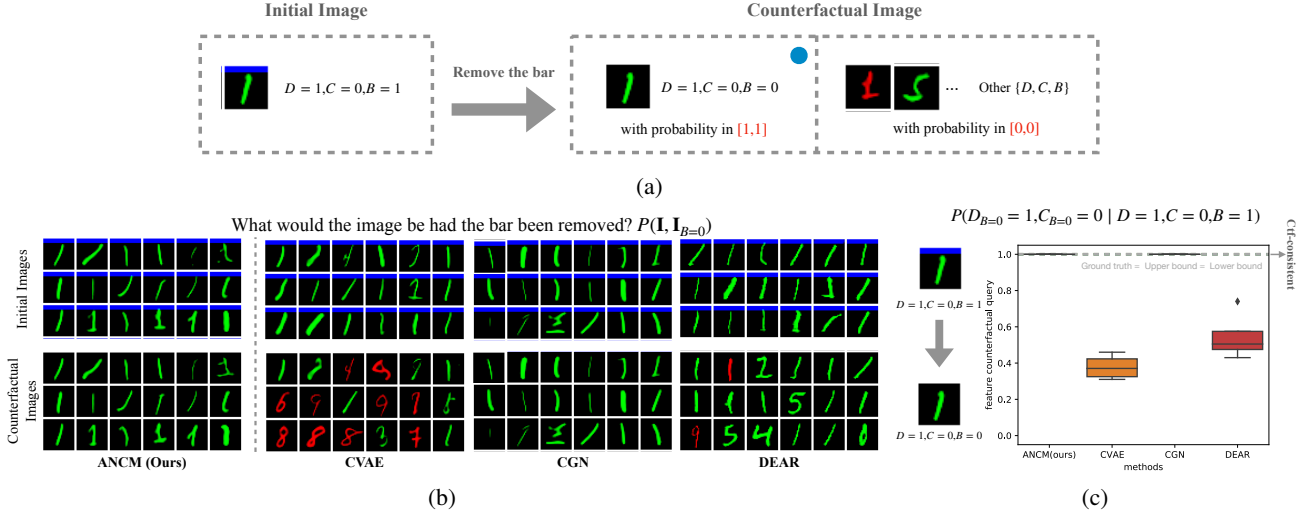 Initial Image
Counterfactual Image
D = 1,C = 0,B = 1
Remove the bar
D = 1,C = 0,B = 0
with probability in [1,1]
... Other {D, C, B}
with probability in [0,0]
(a)
What would the image be had the bar been removed? P(I, I_{B=0})
Initial Images
Counterfactual Images
ANCM (Ours)
CVAE
CGN
DEAR
(b)
P(D_{B=0} = 1,C_{B=0} = 0 | D = 1,C = 0,B = 1)
D = 1,C = 0,B = 1
D = 1,C = 0,B = 0
feature counterfactual query
1.0
0.8
0.6
0.4
0.2
0.0
Ground truth = Upper bound = Lower bound
Ctf-consistent
ANCM(ours)
CVAE
CGN
DEAR
methods
(c)